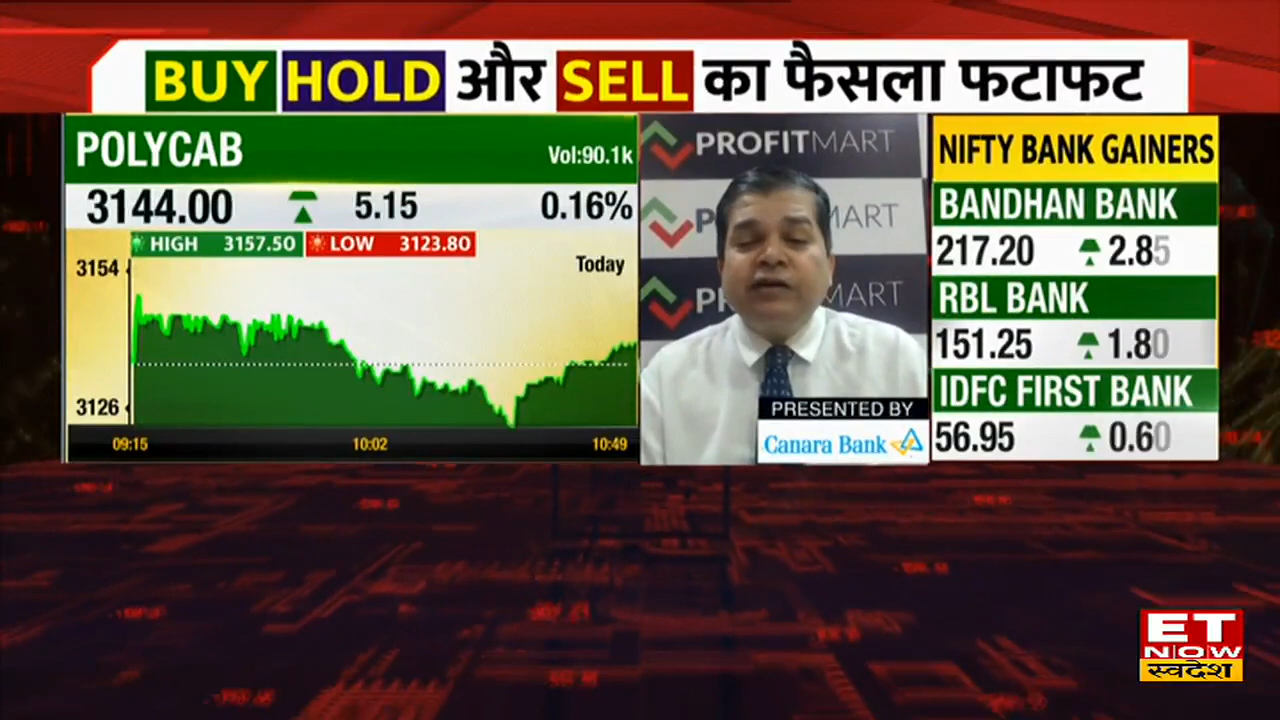 BUY HOLD और SELL का फैसला फटाफट
POLYCAB
Vol:90.1k
3144.00 5.15 0.16%
HIGH 3157.50 LOW 3123.80
Today
3154
3126
09:15 10:02 10:49
PROFITMART
MART
MART
PRESENTED BY
Canara Bank
NIFTY BANK GAINERS
BANDHAN BANK
217.20 2.85
RBL BANK
151.25 1.80
IDFC FIRST BANK
56.95 0.60
ET
NOW
स्वदेश